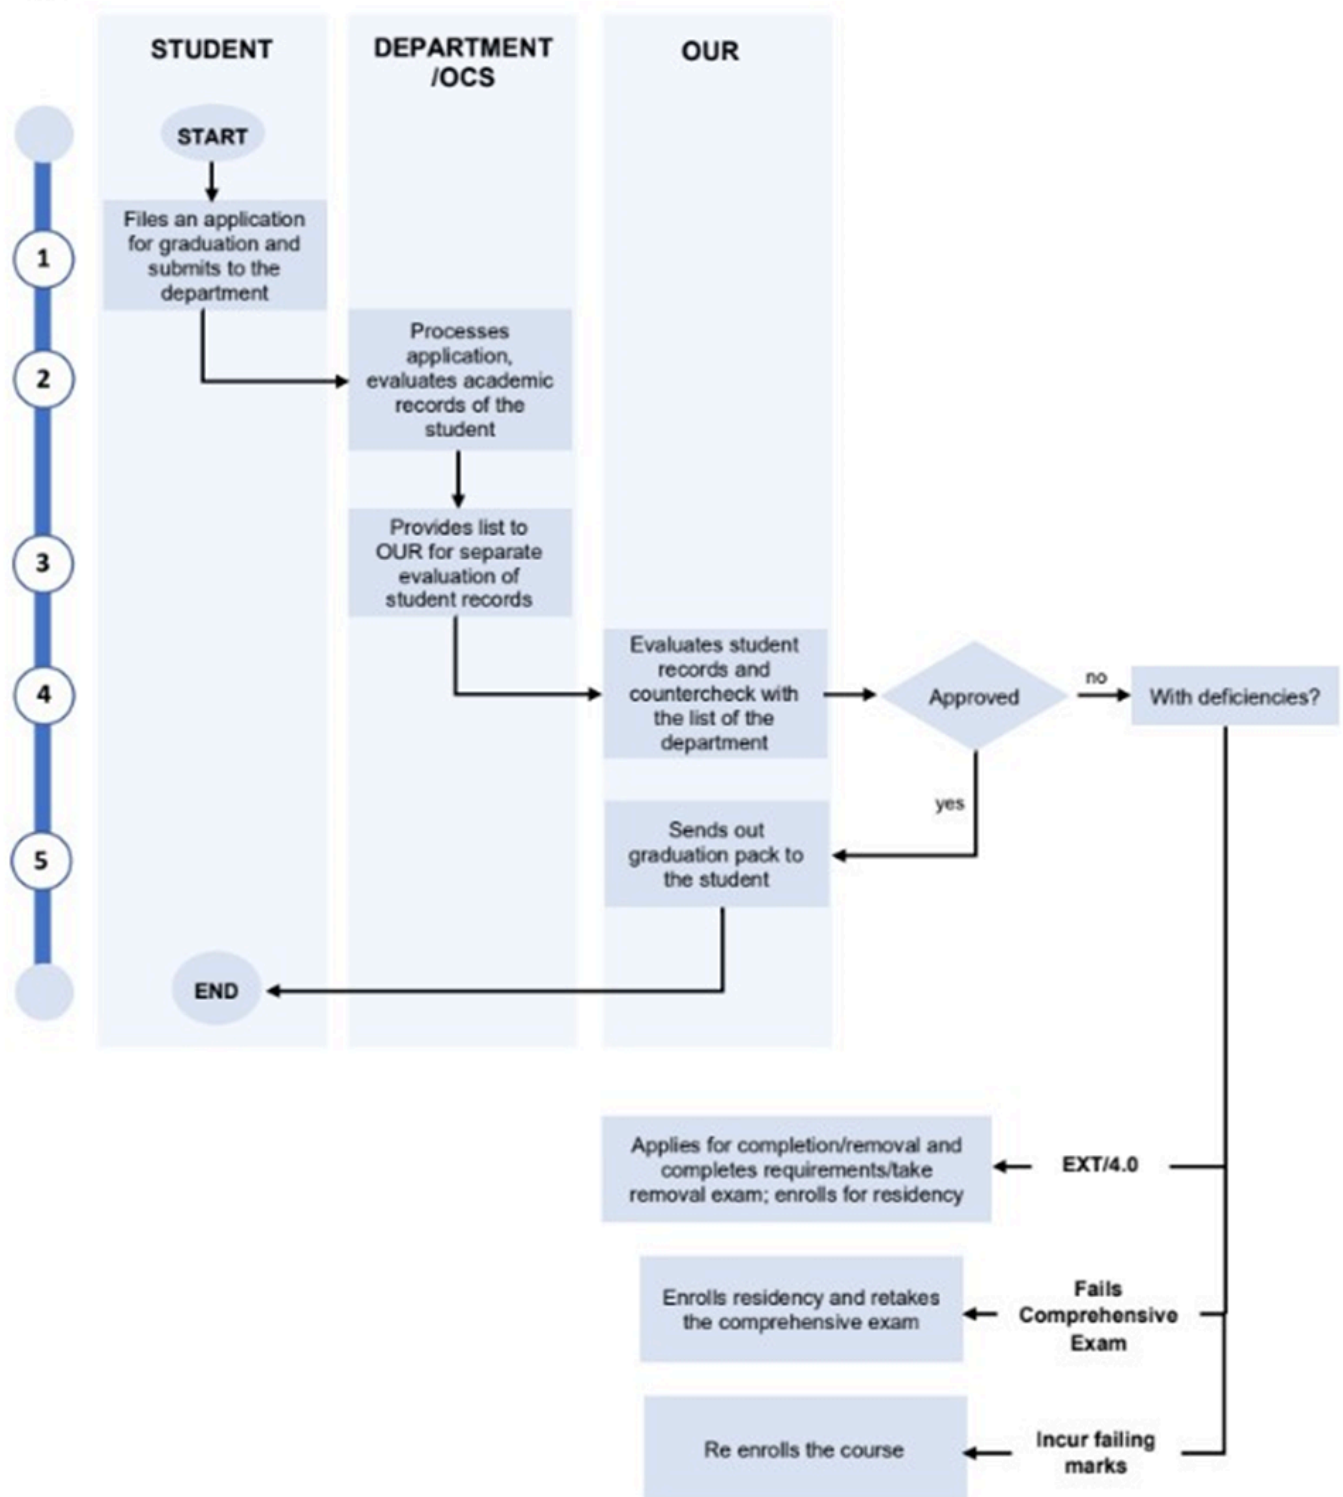 STUDENT
DEPARTMENT
/OCS
OUR
START
1
Files an application
for graduation and
submits to the
department
2
Processes
application,
evaluates academic
records of the
student
3
Provides list to
OUR for separate
evaluation of
student records
4
Evaluates student
records and
countercheck with
the list of the
department
Approved
no
With deficiencies?
yes
5
Sends out
graduation pack to
the student
END
Applies for completion/removal and
completes requirements/take
removal exam; enrolls for residency
EXT/4.0
Enrolls residency and retakes
the comprehensive exam
Fails
Comprehensive
Exam
Re enrolls the course
Incur failing
marks